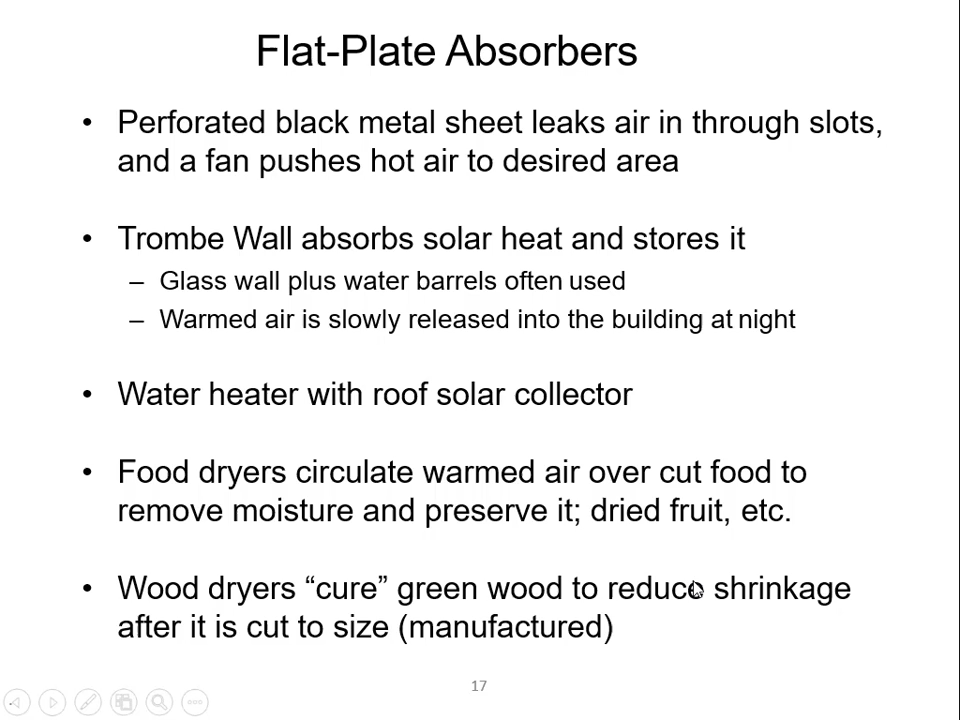 Flat-Plate Absorbers
• Perforated black metal sheet leaks air in through slots,
and a fan pushes hot air to desired area
• Trombe Wall absorbs solar heat and stores it
– Glass wall plus water barrels often used
– Warmed air is slowly released into the building at night
• Water heater with roof solar collector
• Food dryers circulate warmed air over cut food to
remove moisture and preserve it; dried fruit, etc.
• Wood dryers “cure” green wood to reduce shrinkage
after it is cut to size (manufactured)
17